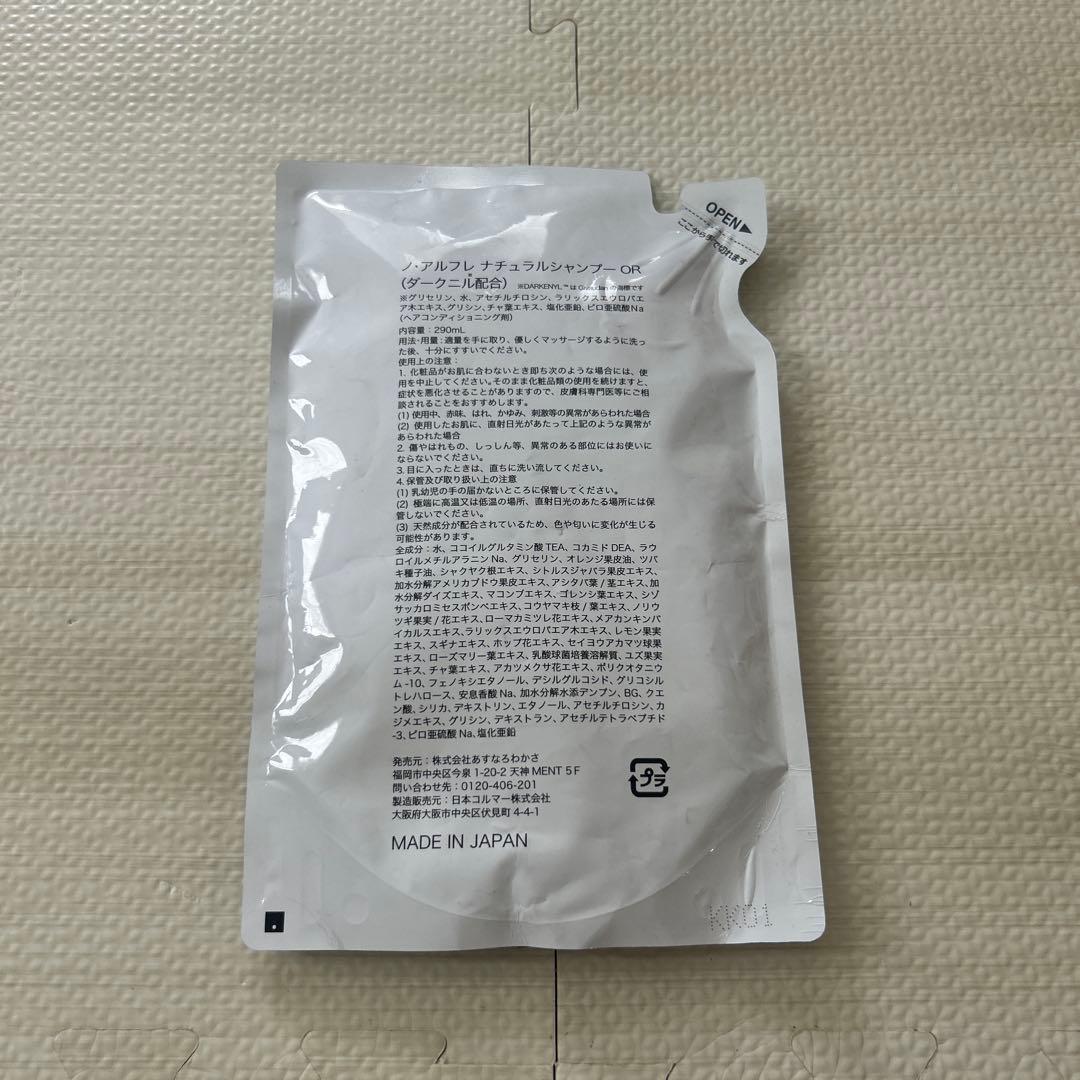 OPEN▶
ここから手で切れます
ノ・アルフレ ナチュラルシャンプー OR
(ダークニル配合) ※DARKENYL™は Givaudan の商標です
※グリセリン、水、アセチルチロシン、ラリックスエウロパエ
ア木エキス、グリシン、チャ葉エキス、塩化亜鉛、ピロ亜硫酸Na
(ヘアコンディショニング剤)
内容量：290mL
用法・用量：適量を手に取り、優しくマッサージするように洗っ
た後、十分にすすいでください。
使用上の注意：
1. 化粧品がお肌に合わないとき即ち次のような場合には、使
用を中止してください。そのまま化粧品類の使用を続けますと、
症状を悪化させることがありますので、皮膚科専門医等にご相
談されることをおすすめします。
(1) 使用中、赤味、はれ、かゆみ、刺激等の異常があらわれた場合
(2) 使用したお肌に、直射日光があたって上記のような異常が
あらわれた場合
2. 傷やはれもの、しっしん等、異常のある部位にはお使いに
ならないでください。
3. 目に入ったときは、直ちに洗い流してください。
4. 保管及び取り扱い上の注意
(1) 乳幼児の手の届かないところに保管してください。
(2) 極端に高温又は低温の場所、直射日光のあたる場所には保
管しないでください。
(3) 天然成分が配合されているため、色や匂いに変化が生じる
可能性があります。
全成分：水、ココイルグルタミン酸TEA、コカミドDEA、ラウ
ロイルメチルアラニンNa、グリセリン、オレンジ果皮油、ツバ
キ種子油、シャクヤク根エキス、シトルスジャバラ果皮エキス、
加水分解アメリカブドウ果皮エキス、アシタバ葉/茎エキス、加
水分解ダイズエキス、マコンブエキス、ゴレンシ葉エキス、シゾ
サッカロミセスポンベエキス、コウヤマキ枝/葉エキス、ノリウ
ツギ果実/花エキス、ローマカミツレ花エキス、メアカンキンバ
イカルスエキス、ラリックスエウロパエア木エキス、レモン果実
エキス、スギナエキス、ホップ花エキス、セイヨウアカマツ球果
エキス、ローズマリー葉エキス、乳酸球菌培養溶解質、ユズ果実
エキス、チャ葉エキス、アカツメクサ花エキス、ポリクオタニウ
ム-10、フェノキシエタノール、デシルグルコシド、グリコシル
トレハロース、安息香酸Na、加水分解水添デンプン、BG、クエ
ン酸、シリカ、デキストリン、エタノール、アセチルチロシン、カ
ジメエキス、グリシン、デキストラン、アセチルテトラペプチド
-3、ピロ亜硫酸Na、塩化亜鉛
発売元：株式会社あすなろわかさ
福岡市中央区今泉 1-20-2 天神MENT 5F
問い合わせ先：0120-406-201
製造販売元：日本コルマー株式会社
大阪府大阪市中央区伏見町 4-4-1
プラ
MADE IN JAPAN
KK01